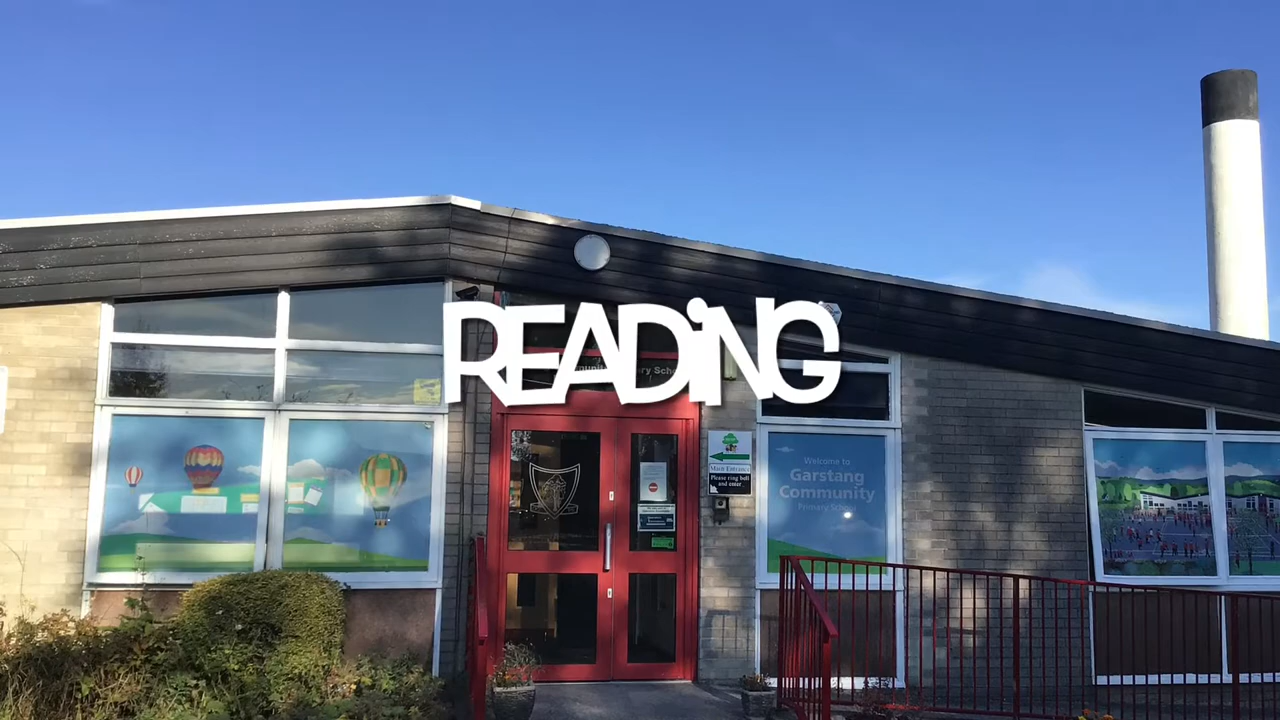 READiNG
Main Entrance
Please ring bell
and enter
Welcome to
Garstang
Community
Primary School